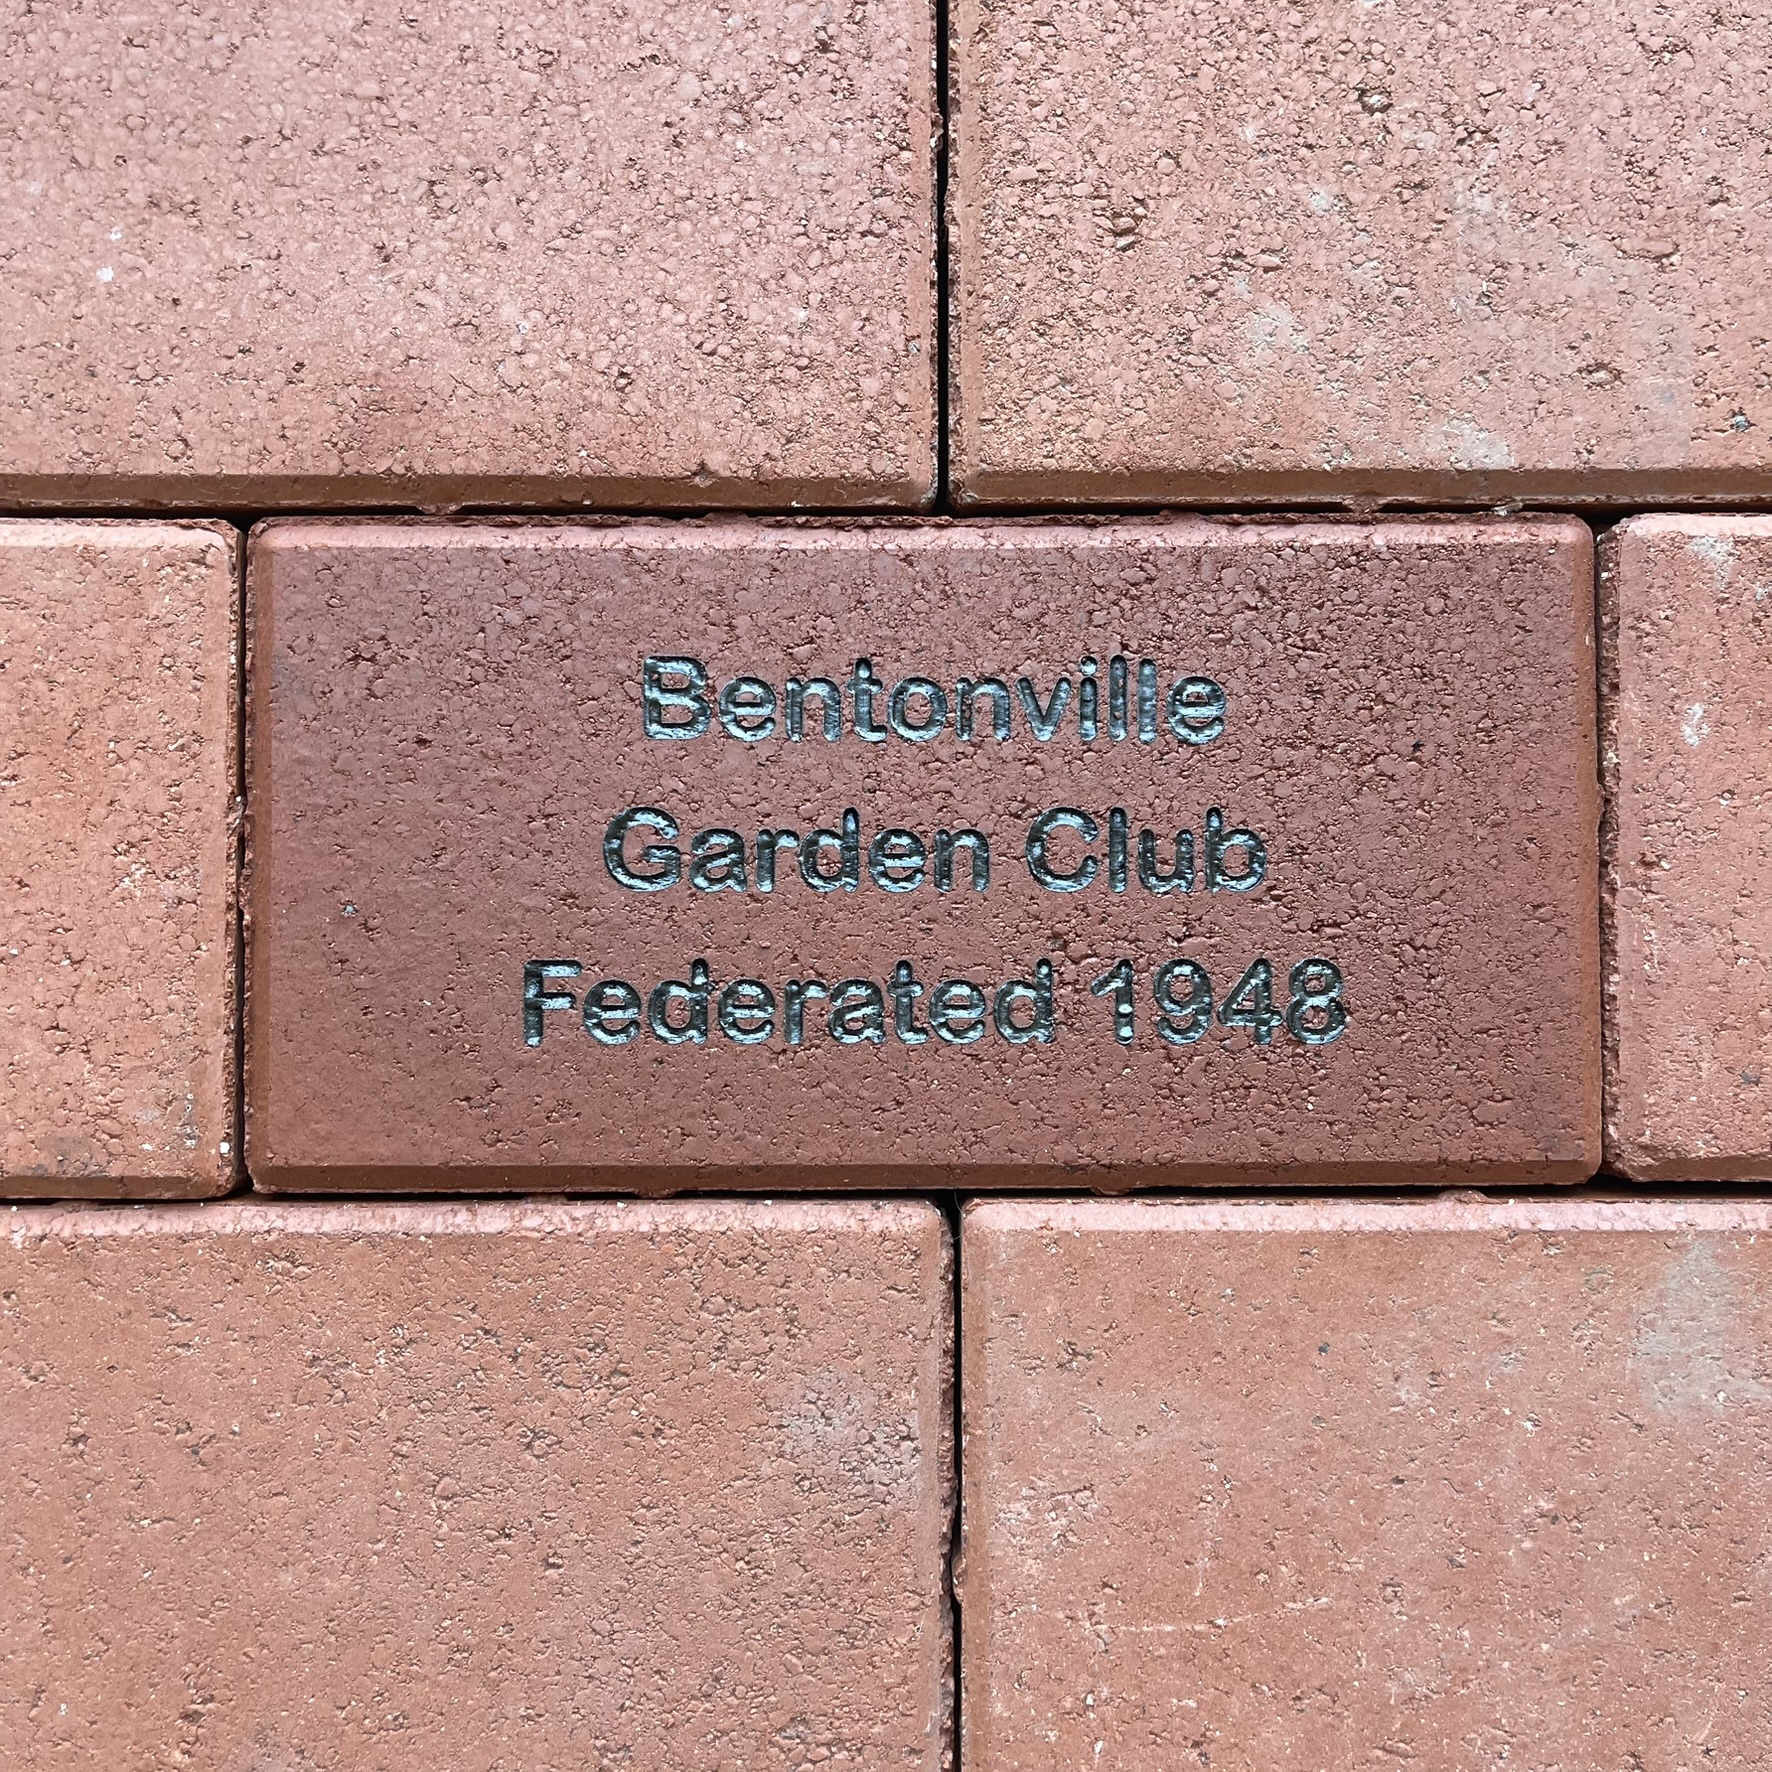 Bentonville
Garden Club
Federated 1948